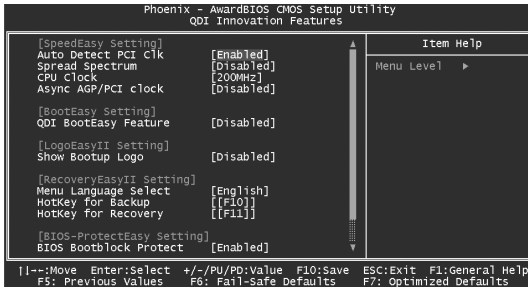 Phoenix - AwardBIOS CMOS Setup Utility
QDI Innovation Features
[SpeedEasy Setting]
Auto Detect PCI Clk [Enabled]
Spread Spectrum [Disabled]
CPU Clock [200MHz]
Async AGP/PCI clock [Disabled]
[BootEasy Setting]
QDI BootEasy Feature [Disabled]
[LogoEasyII Setting]
Show Bootup Logo [Disabled]
[RecoveryEasyII Setting]
Menu Language Select [English]
HotKey for Backup [[F10]]
HotKey for Recovery [[F11]]
[BIOS-ProtectEasy Setting]
BIOS Bootblock Protect [Enabled]
Item Help
Menu Level ▶
↑↓→←:Move Enter:Select +/-/PU/PD:Value F10:Save ESC:Exit F1:General Help
F5: Previous Values F6: Fail-Safe Defaults F7: Optimized Defaults